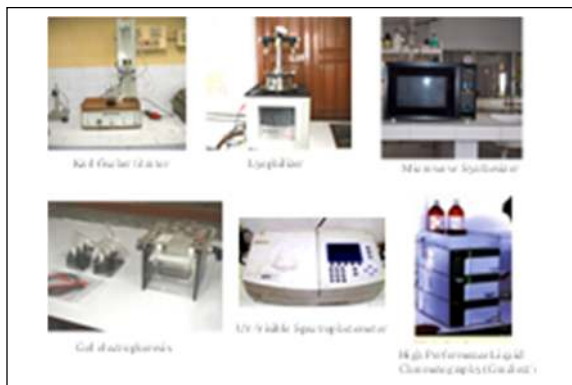 Karl fischer titrator
Lyophilizer
Microwave Synthesizer
Gel electrophoresis
UV-Visible Spectrophotometer
High Performance Liquid
Chromatography (Gradient)